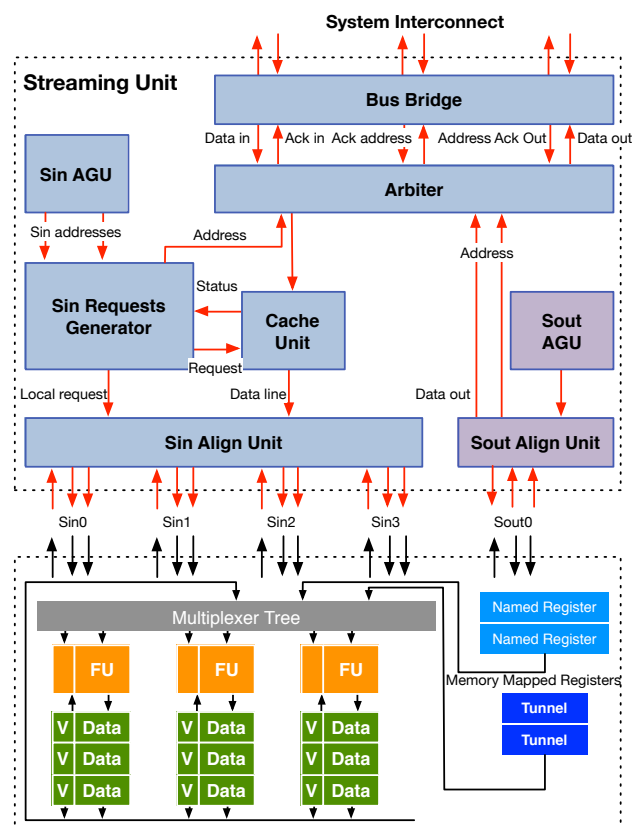 System Interconnect
Streaming Unit
Bus Bridge
Data in
Ack in
Ack address
Address
Ack Out
Data out
Sin AGU
Arbiter
Sin addresses
Address
Address
Status
Sin Requests
Generator
Cache
Unit
Sout
AGU
Request
Local request
Data line
Data out
Sin Align Unit
Sout Align Unit
Sin0
Sin1
Sin2
Sin3
Sout0
Multiplexer Tree
Named Register
Named Register
FU
FU
FU
Memory Mapped Registers
Tunnel
Tunnel
V Data
V Data
V Data
V Data
V Data
V Data
V Data
V Data
V Data